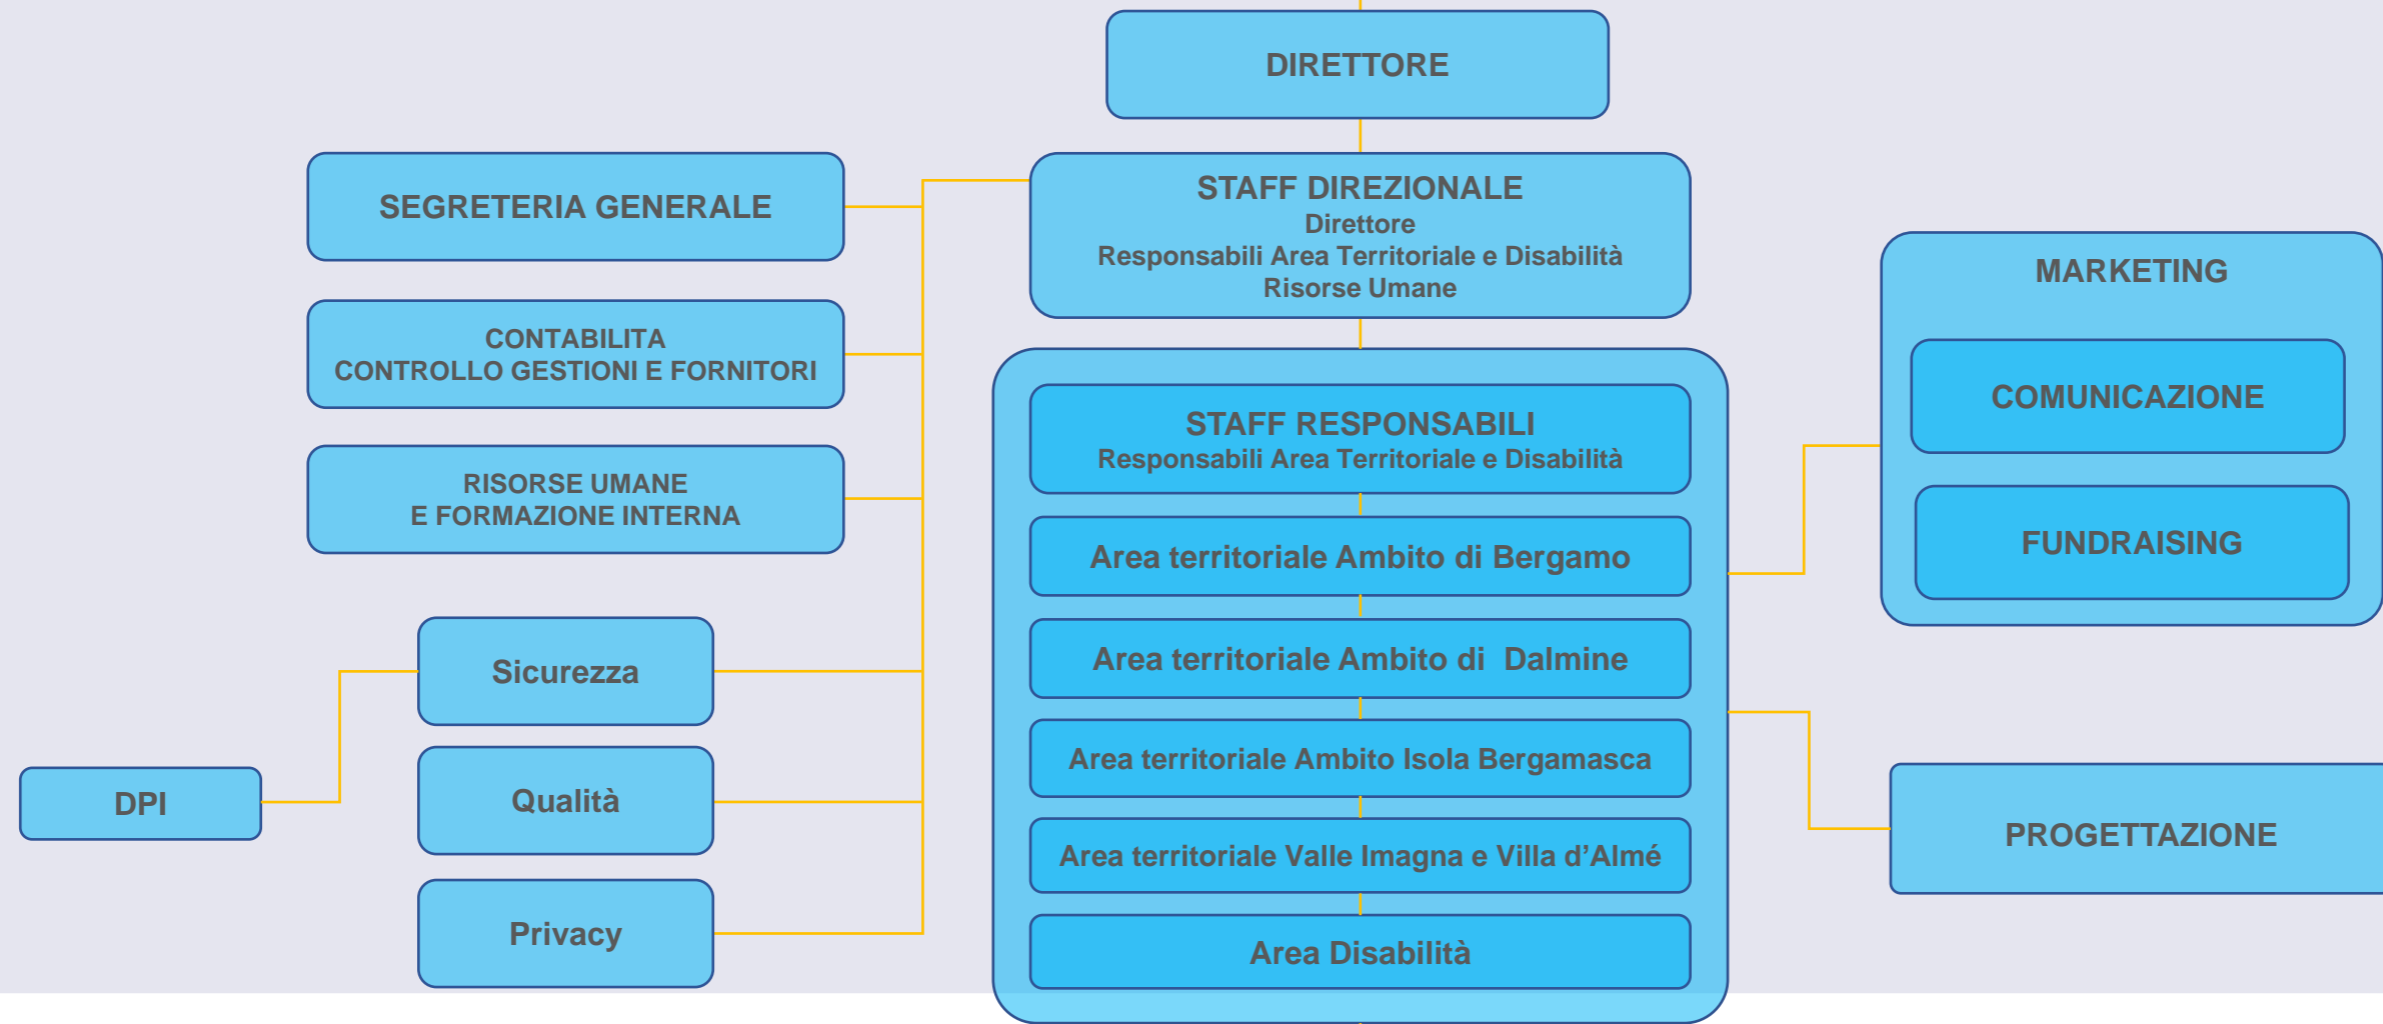 DIRETTORE
STAFF DIREZIONALE
Direttore
Responsabili Area Territoriale e Disabilità
Risorse Umane
SEGRETERIA GENERALE
CONTABILITA
CONTROLLO GESTIONI E FORNITORI
RISORSE UMANE
E FORMAZIONE INTERNA
Sicurezza
DPI
Qualità
Privacy
STAFF RESPONSABILI
Responsabili Area Territoriale e Disabilità
Area territoriale Ambito di Bergamo
Area territoriale Ambito di  Dalmine
Area territoriale Ambito Isola Bergamasca
Area territoriale Valle Imagna e Villa d’Almé
Area Disabilità
MARKETING
COMUNICAZIONE
FUNDRAISING
PROGETTAZIONE